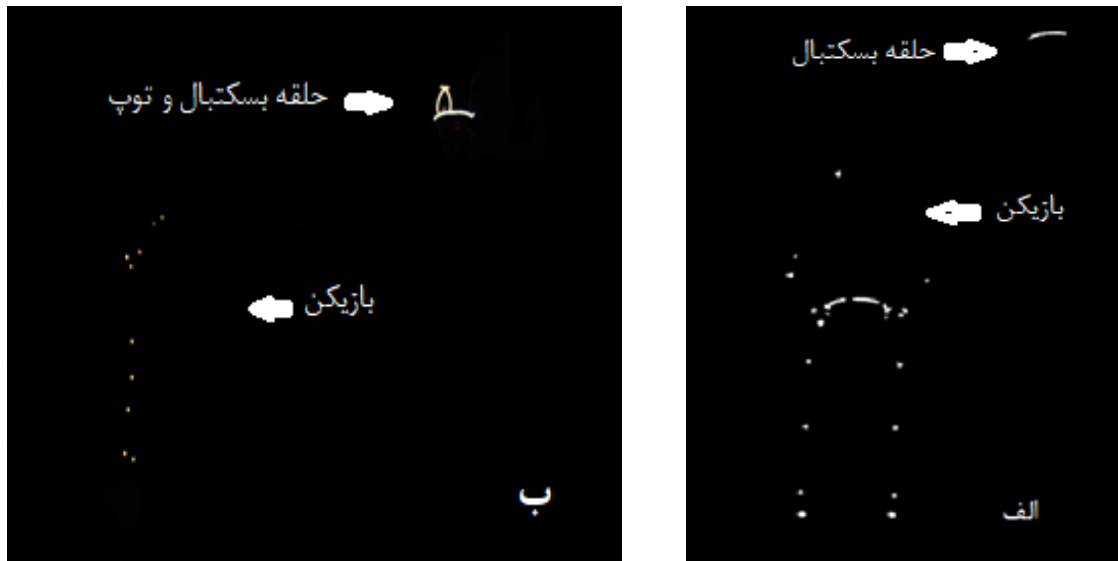 حلقه بسکتبال
بازیکن
الف
حلقه بسکتبال و توپ
بازیکن
ب